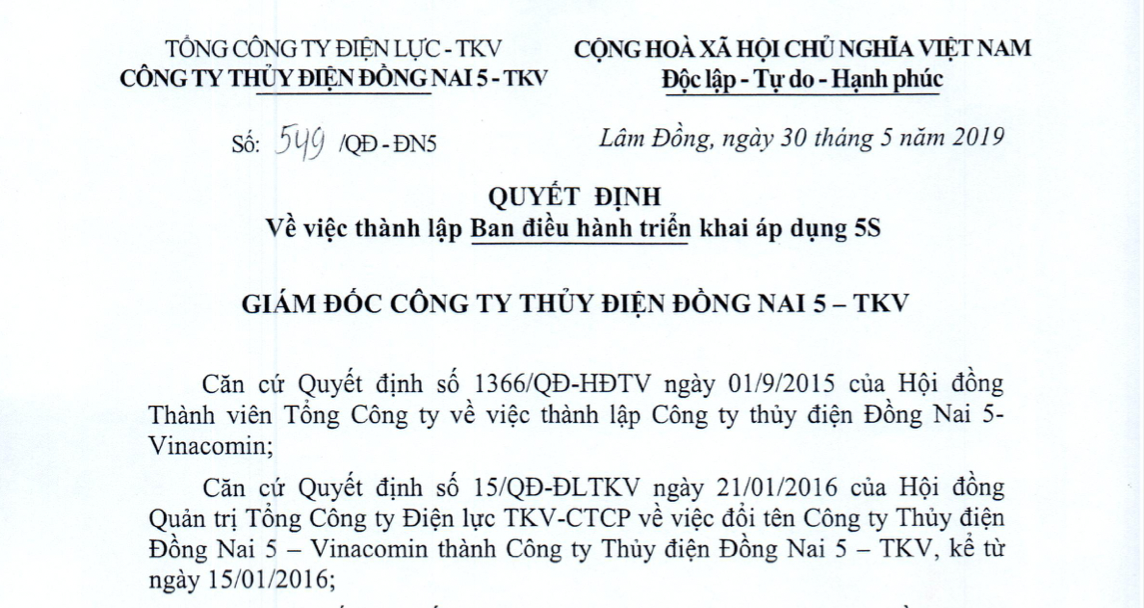 TỔNG CÔNG TY ĐIỆN LỰC - TKV
CÔNG TY THỦY ĐIỆN ĐỒNG NAI 5 - TKV
CỘNG HOÀ XÃ HỘI CHỦ NGHĨA VIỆT NAM
Độc lập - Tự do - Hạnh phúc
Số: 549 /QĐ - ĐN5
Lâm Đồng, ngày 30 tháng 5 năm 2019
QUYẾT ĐỊNH
Về việc thành lập Ban điều hành triển khai áp dụng 5S
GIÁM ĐỐC CÔNG TY THỦY ĐIỆN ĐỒNG NAI 5 – TKV
Căn cứ Quyết định số 1366/QĐ-HĐTV ngày 01/9/2015 của Hội đồng
Thành viên Tổng Công ty về việc thành lập Công ty thủy điện Đồng Nai 5-
Vinacomin;
Căn cứ Quyết định số 15/QĐ-ĐLTKV ngày 21/01/2016 của Hội đồng
Quản trị Tổng Công ty Điện lực TKV-CTCP về việc đổi tên Công ty Thủy điện
Đồng Nai 5 – Vinacomin thành Công ty Thủy điện Đồng Nai 5 – TKV, kể từ
ngày 15/01/2016;